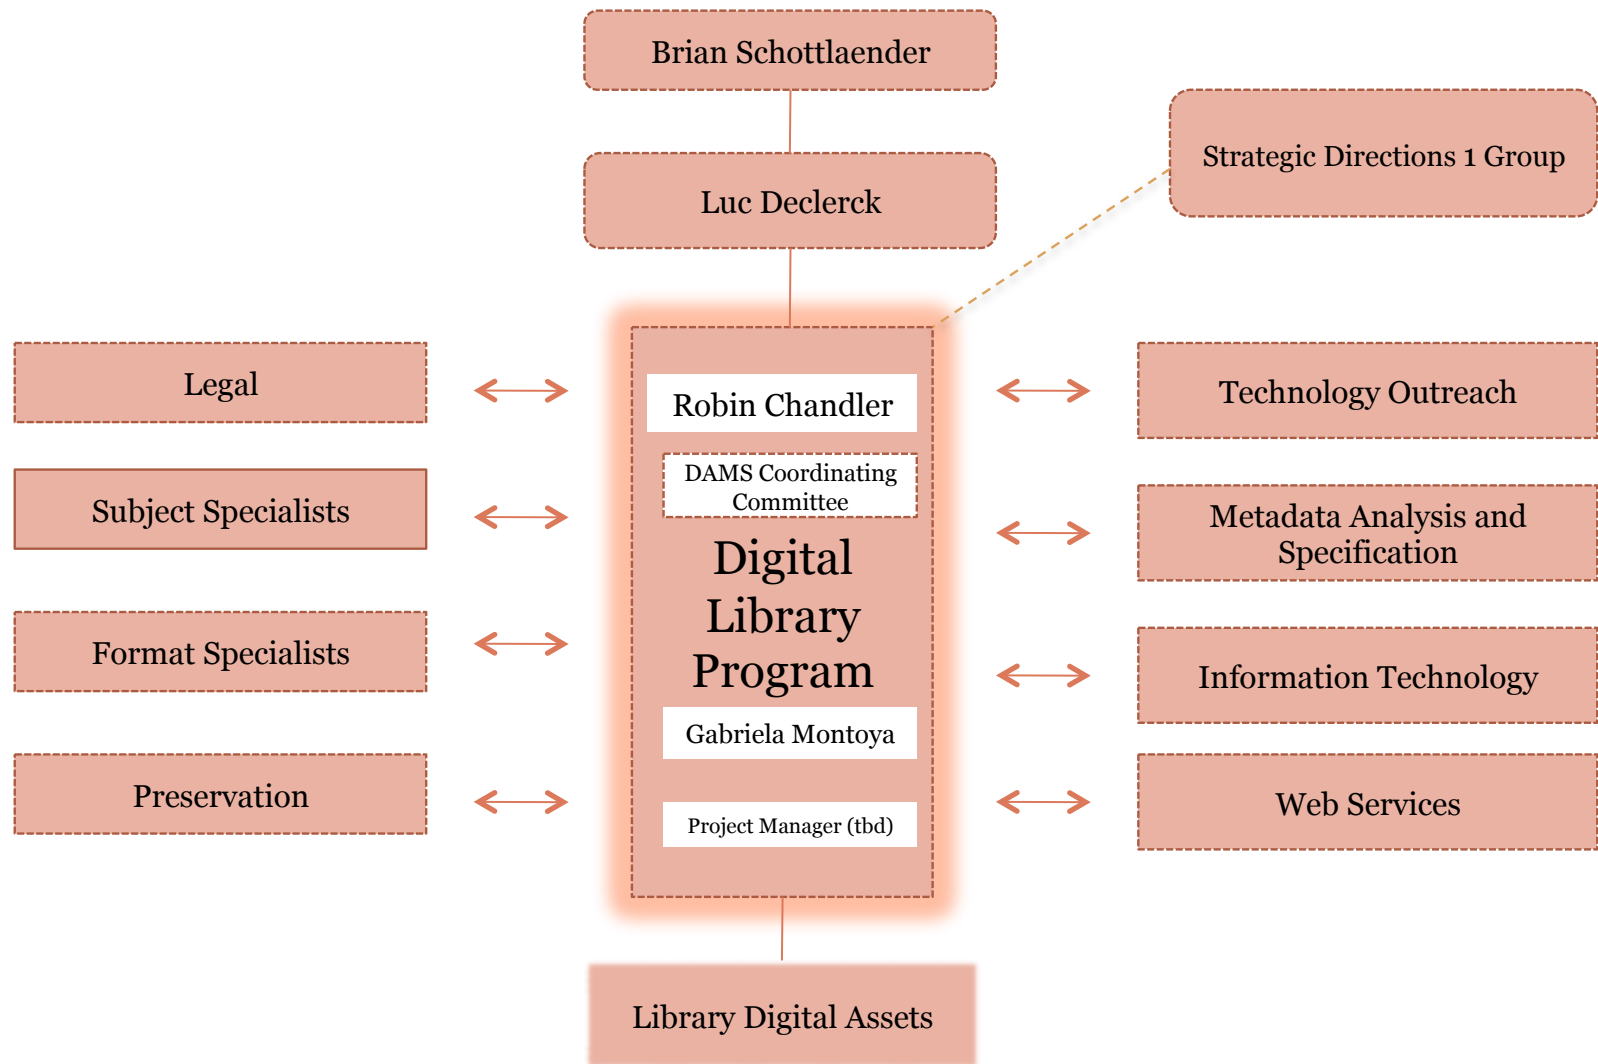 Brian Schottlaender
Strategic Directions 1 Group
Luc Declerck
Legal
Subject Specialists
Format Specialists
Preservation
Robin Chandler
DAMS Coordinating
Committee
Digital
Library
Program
Gabriela Montoya
Project Manager (tbd)
Technology Outreach
Metadata Analysis and
Specification
Information Technology
Web Services
Library Digital Assets